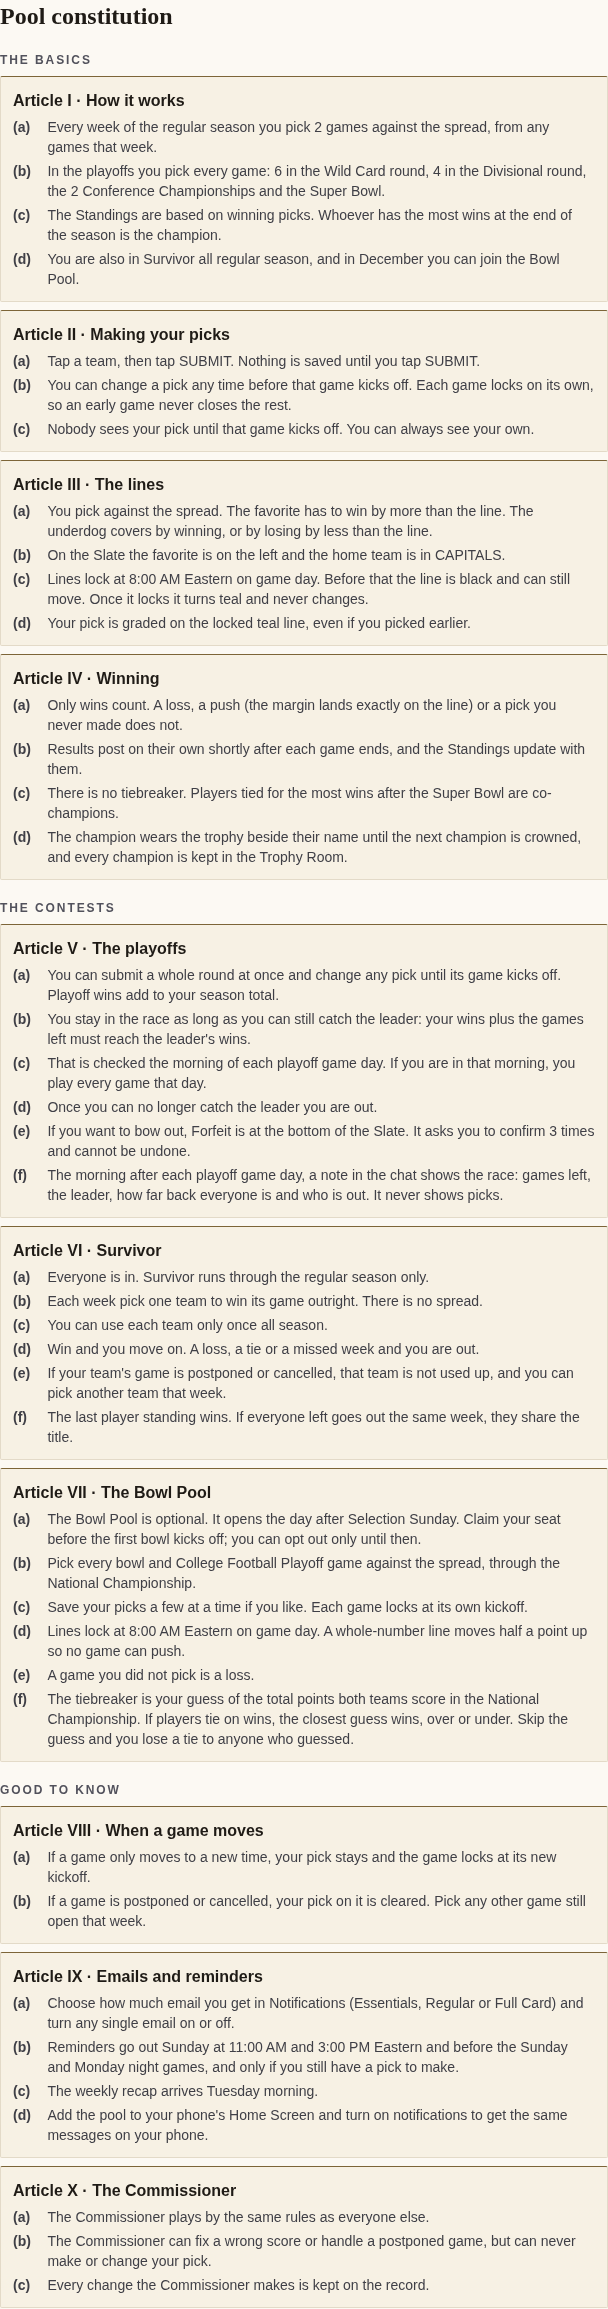 Pool constitution
THE BASICS
Article I · How it works
(a) Every week of the regular season you pick 2 games against the spread, from any
games that week.
(b) In the playoffs you pick every game: 6 in the Wild Card round, 4 in the Divisional round,
the 2 Conference Championships and the Super Bowl.
(c) The Standings are based on winning picks. Whoever has the most wins at the end of
the season is the champion.
(d) You are also in Survivor all regular season, and in December you can join the Bowl
Pool.
Article II · Making your picks
(a) Tap a team, then tap SUBMIT. Nothing is saved until you tap SUBMIT.
(b) You can change a pick any time before that game kicks off. Each game locks on its own,
so an early game never closes the rest.
(c) Nobody sees your pick until that game kicks off. You can always see your own.
Article III · The lines
(a) You pick against the spread. The favorite has to win by more than the line. The
underdog covers by winning, or by losing by less than the line.
(b) On the Slate the favorite is on the left and the home team is in CAPITALS.
(c) Lines lock at 8:00 AM Eastern on game day. Before that the line is black and can still
move. Once it locks it turns teal and never changes.
(d) Your pick is graded on the locked teal line, even if you picked earlier.
Article IV · Winning
(a) Only wins count. A loss, a push (the margin lands exactly on the line) or a pick you
never made does not.
(b) Results post on their own shortly after each game ends, and the Standings update with
them.
(c) There is no tiebreaker. Players tied for the most wins after the Super Bowl are co-
champions.
(d) The champion wears the trophy beside their name until the next champion is crowned,
and every champion is kept in the Trophy Room.
THE CONTESTS
Article V · The playoffs
(a) You can submit a whole round at once and change any pick until its game kicks off.
Playoff wins add to your season total.
(b) You stay in the race as long as you can still catch the leader: your wins plus the games
left must reach the leader's wins.
(c) That is checked the morning of each playoff game day. If you are in that morning, you
play every game that day.
(d) Once you can no longer catch the leader you are out.
(e) If you want to bow out, Forfeit is at the bottom of the Slate. It asks you to confirm 3 times
and cannot be undone.
(f) The morning after each playoff game day, a note in the chat shows the race: games left,
the leader, how far back everyone is and who is out. It never shows picks.
Article VI · Survivor
(a) Everyone is in. Survivor runs through the regular season only.
(b) Each week pick one team to win its game outright. There is no spread.
(c) You can use each team only once all season.
(d) Win and you move on. A loss, a tie or a missed week and you are out.
(e) If your team's game is postponed or cancelled, that team is not used up, and you can
pick another team that week.
(f) The last player standing wins. If everyone left goes out the same week, they share the
title.
Article VII · The Bowl Pool
(a) The Bowl Pool is optional. It opens the day after Selection Sunday. Claim your seat
before the first bowl kicks off; you can opt out only until then.
(b) Pick every bowl and College Football Playoff game against the spread, through the
National Championship.
(c) Save your picks a few at a time if you like. Each game locks at its own kickoff.
(d) Lines lock at 8:00 AM Eastern on game day. A whole-number line moves half a point up
so no game can push.
(e) A game you did not pick is a loss.
(f) The tiebreaker is your guess of the total points both teams score in the National
Championship. If players tie on wins, the closest guess wins, over or under. Skip the
guess and you lose a tie to anyone who guessed.
GOOD TO KNOW
Article VIII · When a game moves
(a) If a game only moves to a new time, your pick stays and the game locks at its new
kickoff.
(b) If a game is postponed or cancelled, your pick on it is cleared. Pick any other game still
open that week.
Article IX · Emails and reminders
(a) Choose how much email you get in Notifications (Essentials, Regular or Full Card) and
turn any single email on or off.
(b) Reminders go out Sunday at 11:00 AM and 3:00 PM Eastern and before the Sunday
and Monday night games, and only if you still have a pick to make.
(c) The weekly recap arrives Tuesday morning.
(d) Add the pool to your phone's Home Screen and turn on notifications to get the same
messages on your phone.
Article X · The Commissioner
(a) The Commissioner plays by the same rules as everyone else.
(b) The Commissioner can fix a wrong score or handle a postponed game, but can never
make or change your pick.
(c) Every change the Commissioner makes is kept on the record.